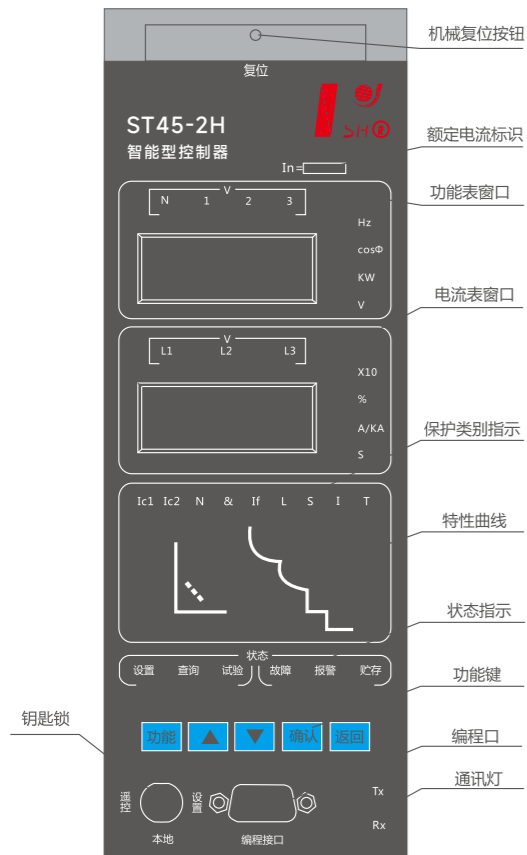 机械复位按钮
复位
ST45-2H
智能型控制器
SH
额定电流标识
In=
功能表窗口
V
N 1 2 3
Hz
cosΦ
KW
V
电流表窗口
V
L1 L2 L3
X10
%
A/KA
S
保护类别指示
Ic1 Ic2 N & If L S I T
特性曲线
状态指示
状态
设置 查询 试验 故障 报警 贮存
功能键
钥匙锁
功能 确认 返回
编程口
通讯灯
遥控 设置
Tx
Rx
本地 编程接口